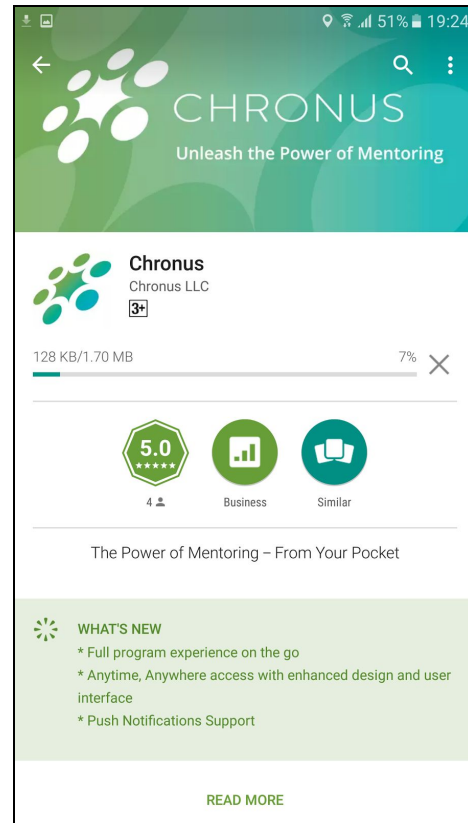 51% 19:24
CHRONUS
Unleash the Power of Mentoring
Chronus
Chronus LLC
3+
128 KB/1.70 MB 7%
5.0
4 Business Similar
The Power of Mentoring – From Your Pocket
WHAT'S NEW
* Full program experience on the go
* Anytime, Anywhere access with enhanced design and user
interface
* Push Notifications Support
READ MORE